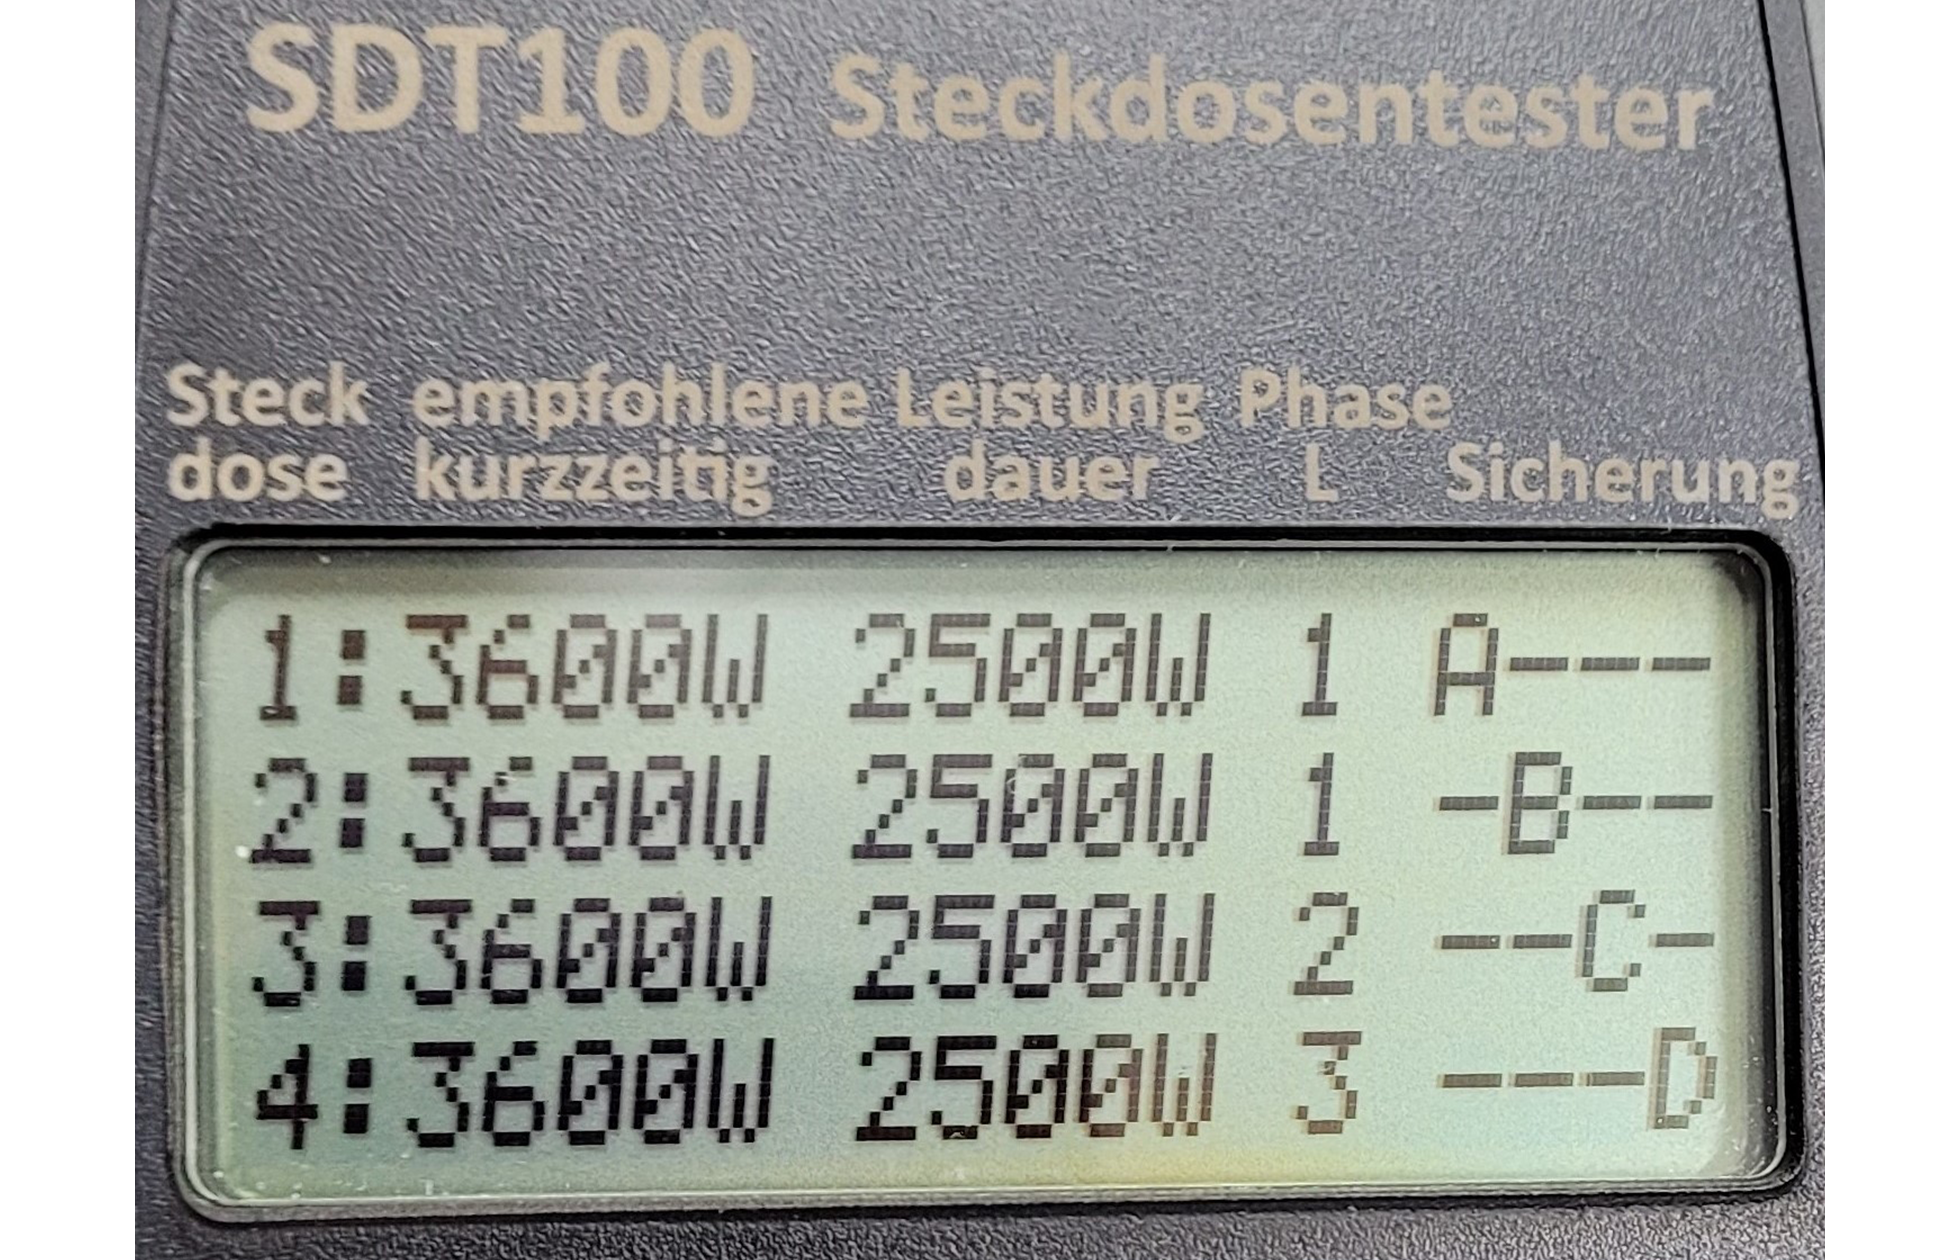 SDT100 Steckdosentester
Steck empfohlene Leistung Phase
dose kurzzeitig dauer L Sicherung
1:3600W 2500W 1 A---
2:3600W 2500W 1 -B--
3:3600W 2500W 2 --C-
4:3600W 2500W 3 ---D